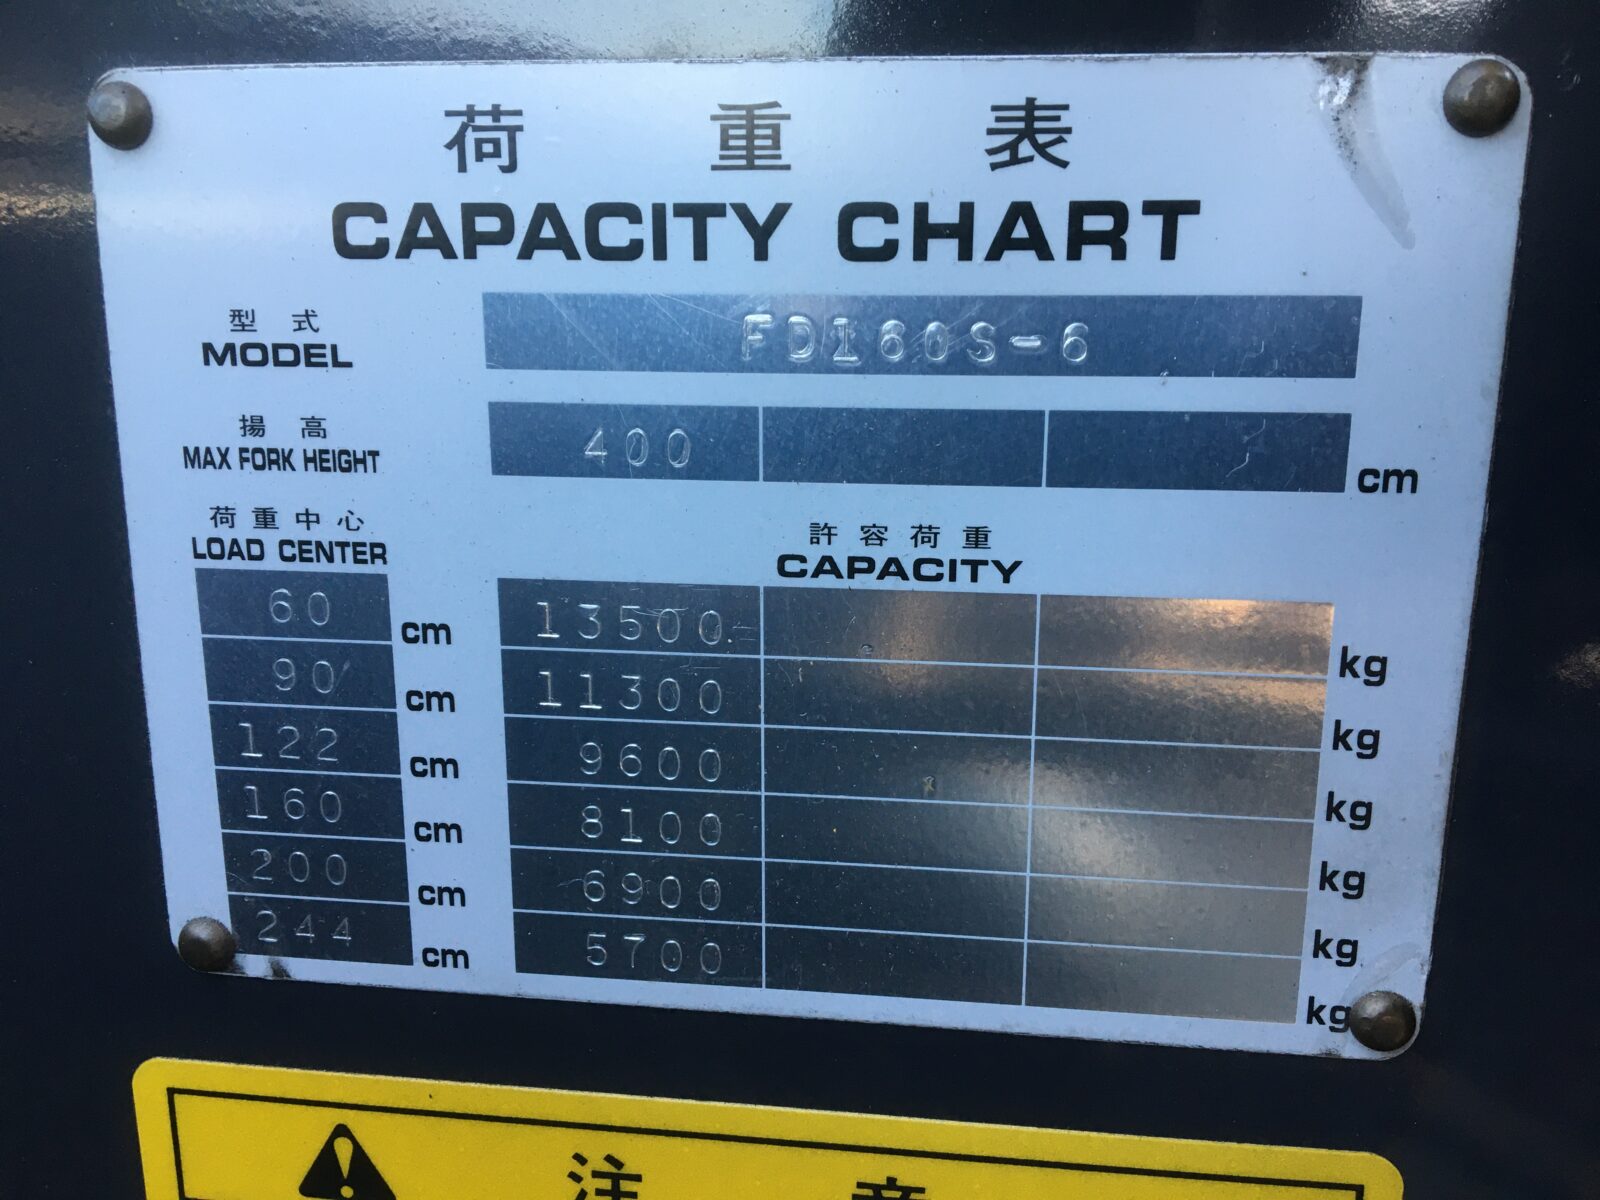 荷重表
CAPACITY CHART
型式
MODEL
FD160S-6
揚高
MAX FORK HEIGHT
400
cm
荷重中心
LOAD CENTER
許容荷重
CAPACITY
60 cm 13500 kg
90 cm 11300 kg
122 cm 9600 kg
160 cm 8100 kg
200 cm 6900 kg
244 cm 5700 kg
注意